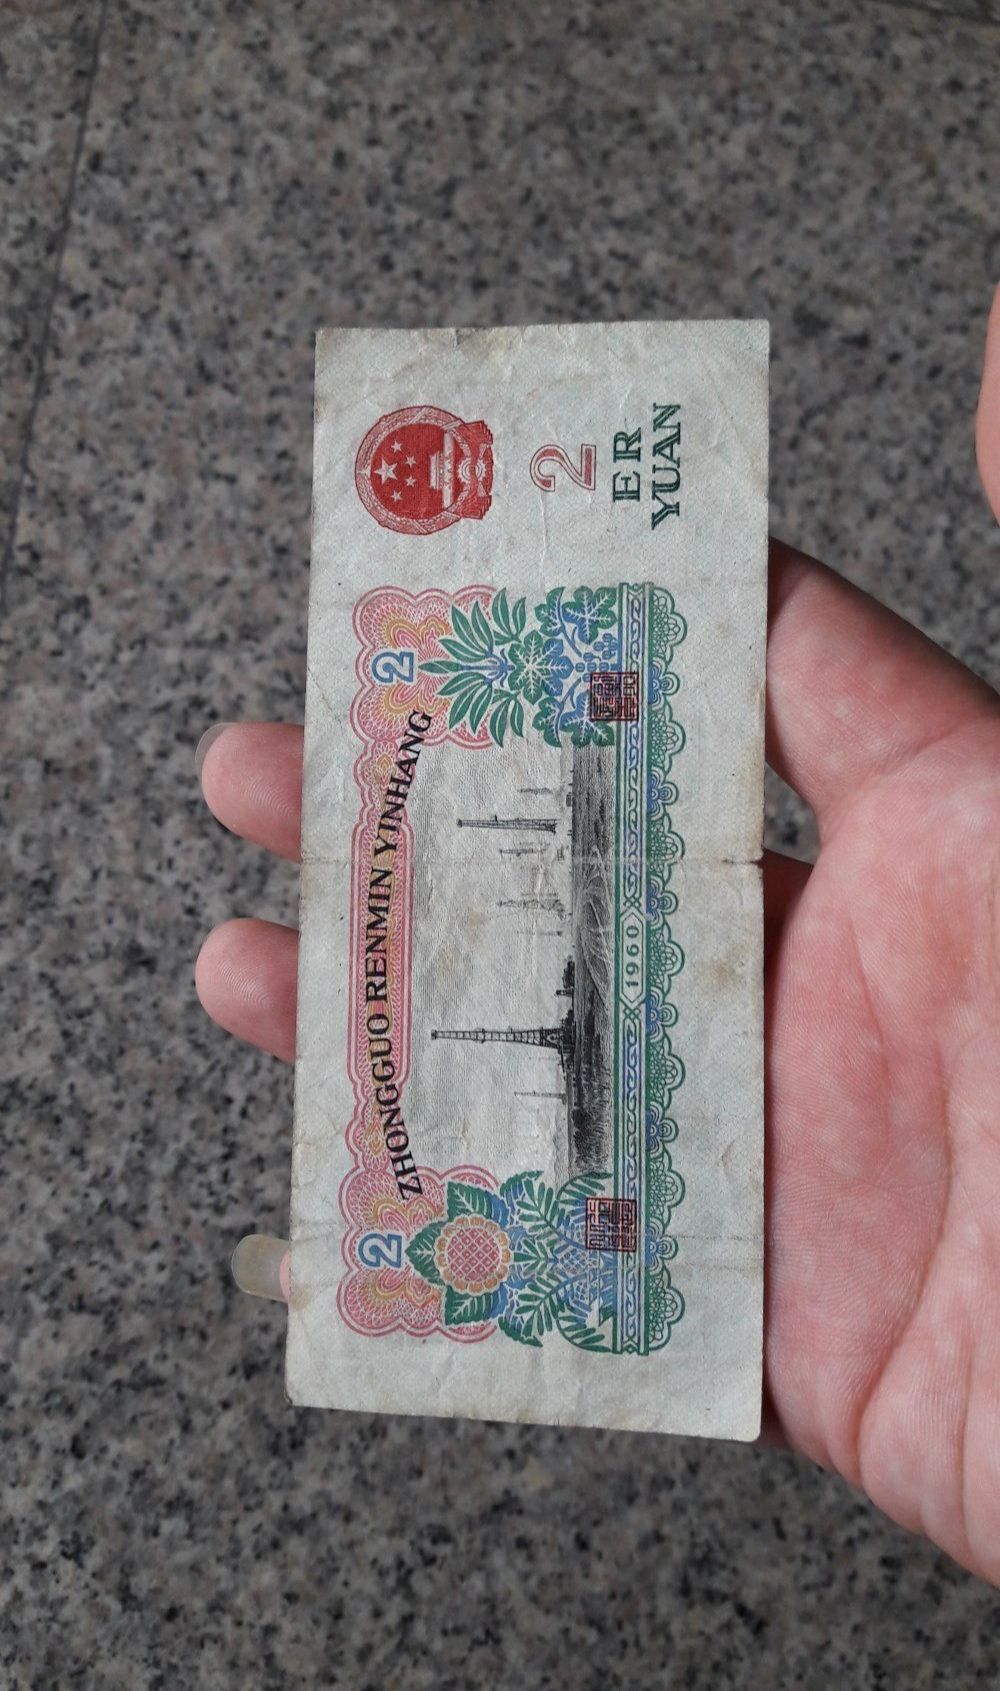 ZHONGGUO RENMIN YINHANG
2
2
2
ER
YUAN
1960